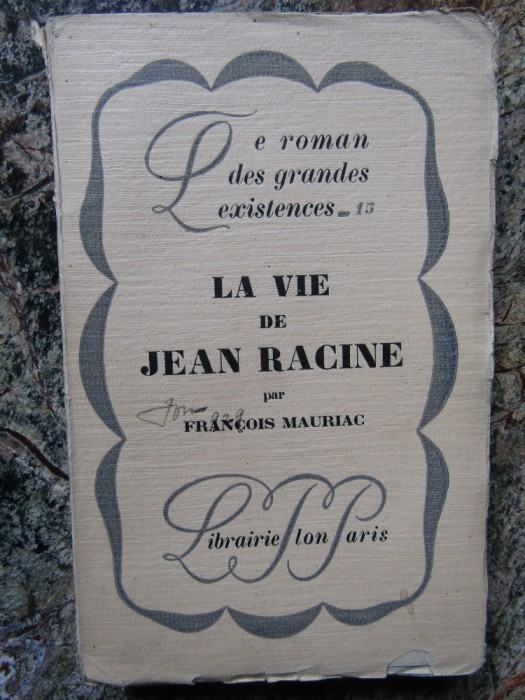 Le roman
des grandes
existences - 15
LA VIE
DE
JEAN RACINE
par
FRANÇOIS MAURIAC
Librairie Plon Paris